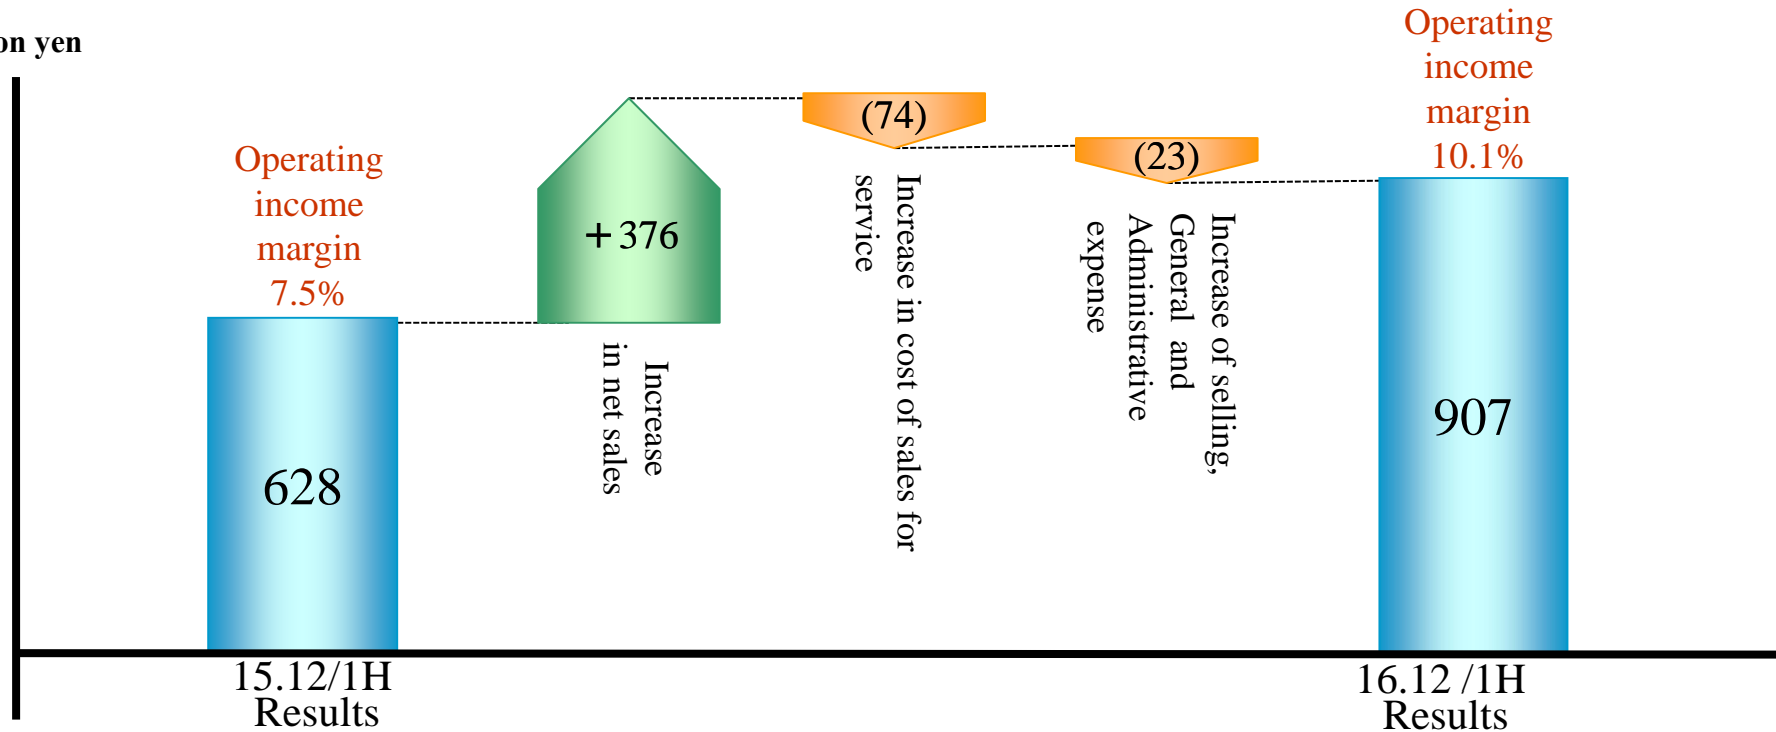 on yen
Operating
income
margin
7.5%
628
15.12/1H
Results
+376
Increase
in net sales
(74)
Increase in cost of sales for
service
(23)
Increase of selling,
General and
Administrative
expense
Operating
income
margin
10.1%
907
16.12 /1H
Results